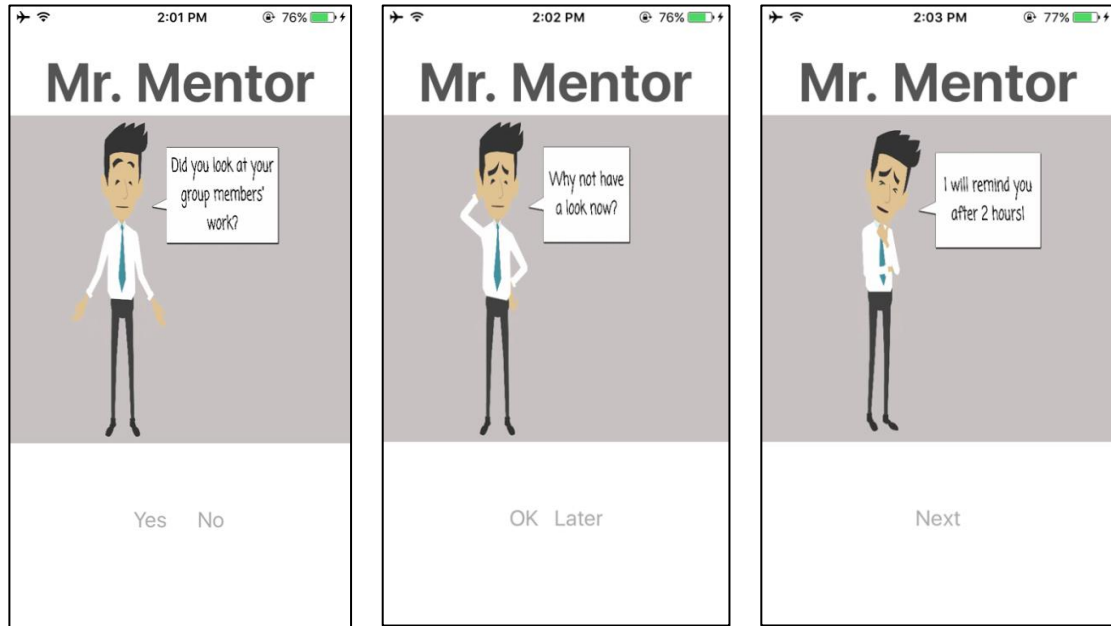 2:01 PM 76%
Mr. Mentor
Did you look at your
group members'
work?
Yes No
2:02 PM 76%
Mr. Mentor
Why not have
a look now?
OK Later
2:03 PM 77%
Mr. Mentor
I will remind you
after 2 hours!
Next